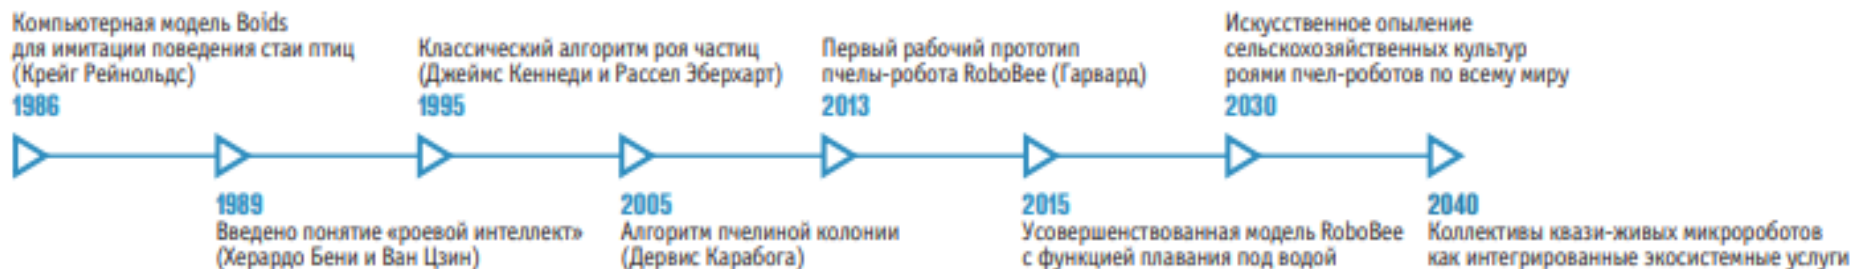 Компьютерная модель Boids
для имитации поведения стаи птиц
(Крейг Рейнольдс)
1986
1989
Введено понятие «роевой интеллект»
(Херардо Бени и Ван Цзин)
Классический алгоритм роя частиц
(Джеймс Кеннеди и Рассел Эберхарт)
1995
2005
Алгоритм пчелиной колонии
(Дервис Карабога)
Первый рабочий прототип
пчелы-робота RoboBee (Гарвард)
2013
2015
Усовершенствованная модель RoboBee
с функцией плавания под водой
Искусственное опыление
сельскохозяйственных культур
роями пчел-роботов по всему миру
2030
2040
Коллективы квази-живых микророботов
как интегрированные экосистемные услуги